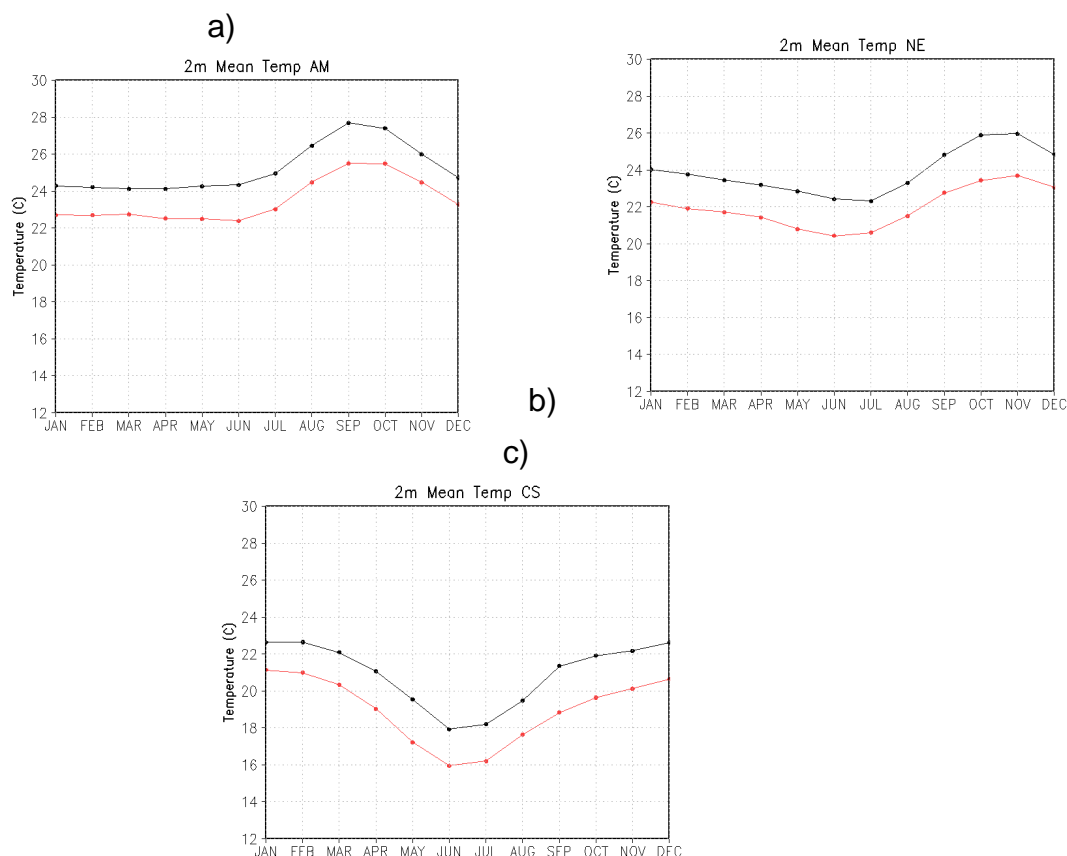 a)
2m Mean Temp AM
Temperature (C)
30
28
26
24
22
20
18
16
14
12
JAN FEB MAR APR MAY JUN JUL AUG SEP OCT NOV DEC
b)
2m Mean Temp NE
Temperature (C)
30
28
26
24
22
20
18
16
14
12
JAN FEB MAR APR MAY JUN JUL AUG SEP OCT NOV DEC
c)
2m Mean Temp CS
Temperature (C)
30
28
26
24
22
20
18
16
14
12
JAN FEB MAR APR MAY JUN JUL AUG SEP OCT NOV DEC